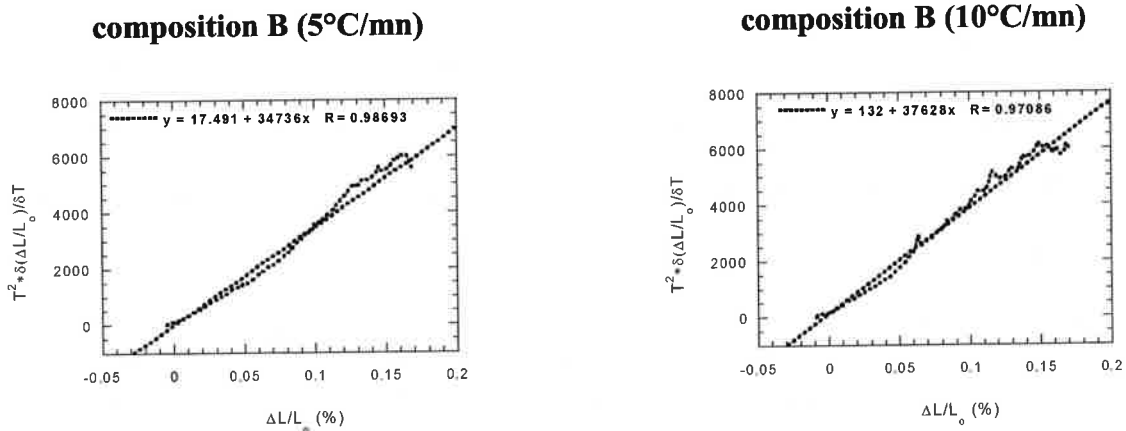 composition B (5°C/mn)
y = 17.491 + 34736x R = 0.98693
T²*δ(ΔL/L₀)/δT
8000
6000
4000
2000
0
-0,05 0 0,05 0,1 0,15 0,2
ΔL/L₀ (%)
composition B (10°C/mn)
y = 132 + 37628x R = 0.97086
T²*δ(ΔL/L₀)/δT
8000
6000
4000
2000
0
-0,05 0 0,05 0,1 0,15 0,2
ΔL/L₀ (%)